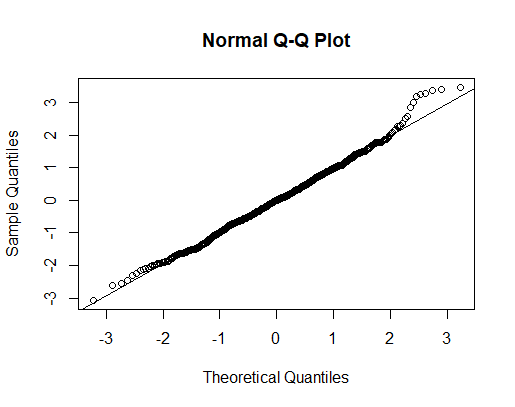 Normal Q-Q Plot
Sample Quantiles
3
2
1
0
-1
-2
-3
-3 -2 -1 0 1 2 3
Theoretical Quantiles